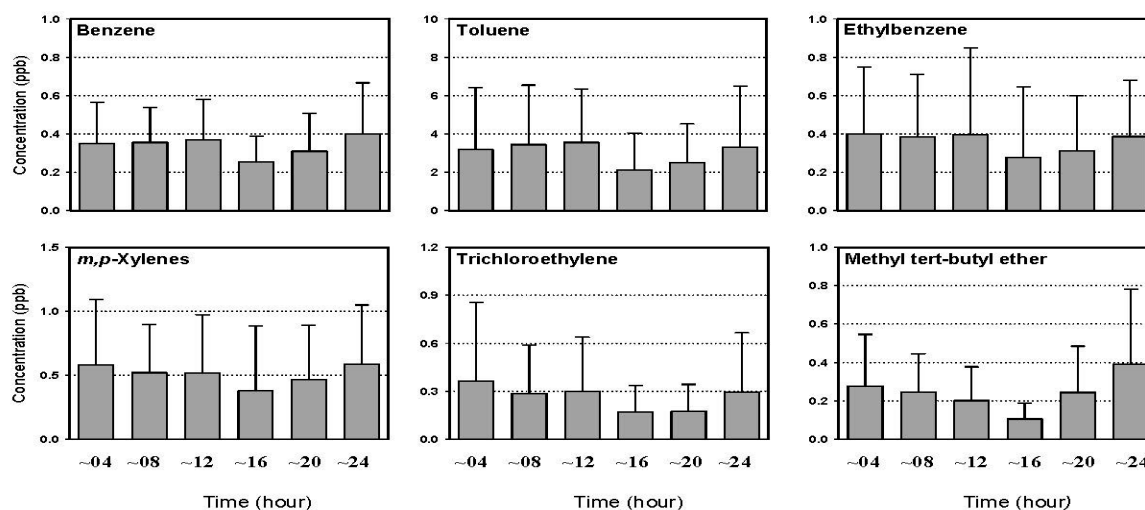 Benzene
Toluene
Ethylbenzene
Concentration (ppb)
1.0
0.8
0.6
0.4
0.2
0.0
10
8
6
4
2
0
1.0
0.8
0.6
0.4
0.2
0.0
m,p-Xylenes
Trichloroethylene
Methyl tert-butyl ether
Concentration (ppb)
1.5
1.0
0.5
0.0
1.2
0.9
0.6
0.3
0.0
1.0
0.8
0.6
0.4
0.2
0.0
~04 ~08 ~12 ~16 ~20 ~24
~04 ~08 ~12 ~16 ~20 ~24
~04 ~08 ~12 ~16 ~20 ~24
Time (hour)
Time (hour)
Time (hour)